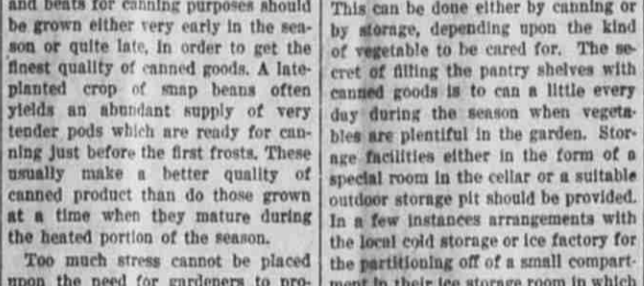 and beats for canning purposes should
be grown either very early in the sea-
son or quite late, in order to get the
finest quality of canned goods. A late-
planted crop of snap beans often
yields an abundant supply of very
tender pods which are ready for can-
ning just before the first frosts. These
usually make a better quality of
canned product than do those grown
at a time when they mature during
the heated portion of the season.
Too much stress cannot be placed
upon the need for gardeners to pro-
This can be done either by canning or
by storage, depending upon the kind
of vegetable to be cared for. The se-
cret of filling the pantry shelves with
canned goods is to can a little every
day during the season when vegeta-
bles are plentiful in the garden. Stor-
age facilities either in the form of a
special room in the cellar or a suitable
outdoor storage pit should be provided.
In a few instances arrangements with
the local cold storage or ice factory for
the partitioning off of a small compart-
ment in their ice storage room in which